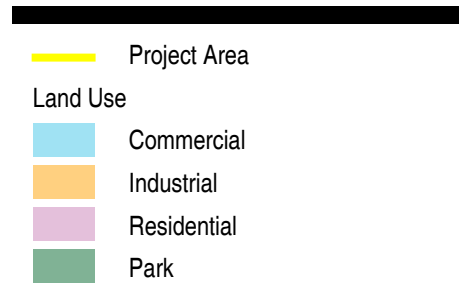 Project Area
Land Use
Commercial
Industrial
Residential
Park